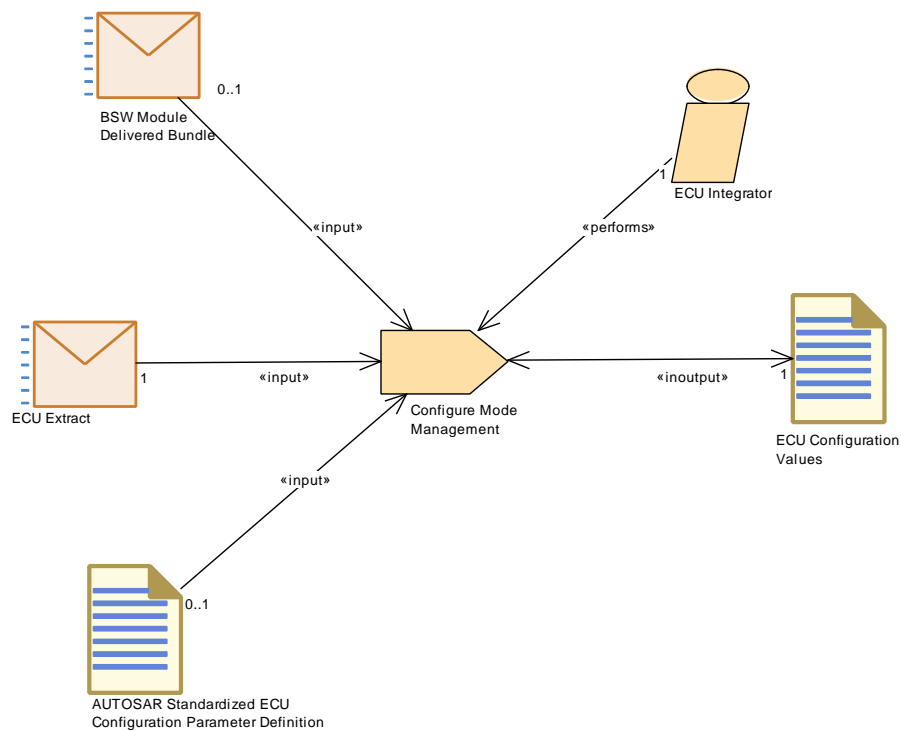 0..1
BSW Module
Delivered Bundle
1
ECU Integrator
«input»
«performs»
1
«input»
ECU Extract
Configure Mode
Management
«inoutput»
1
ECU Configuration
Values
«input»
0..1
AUTOSAR Standardized ECU
Configuration Parameter Definition